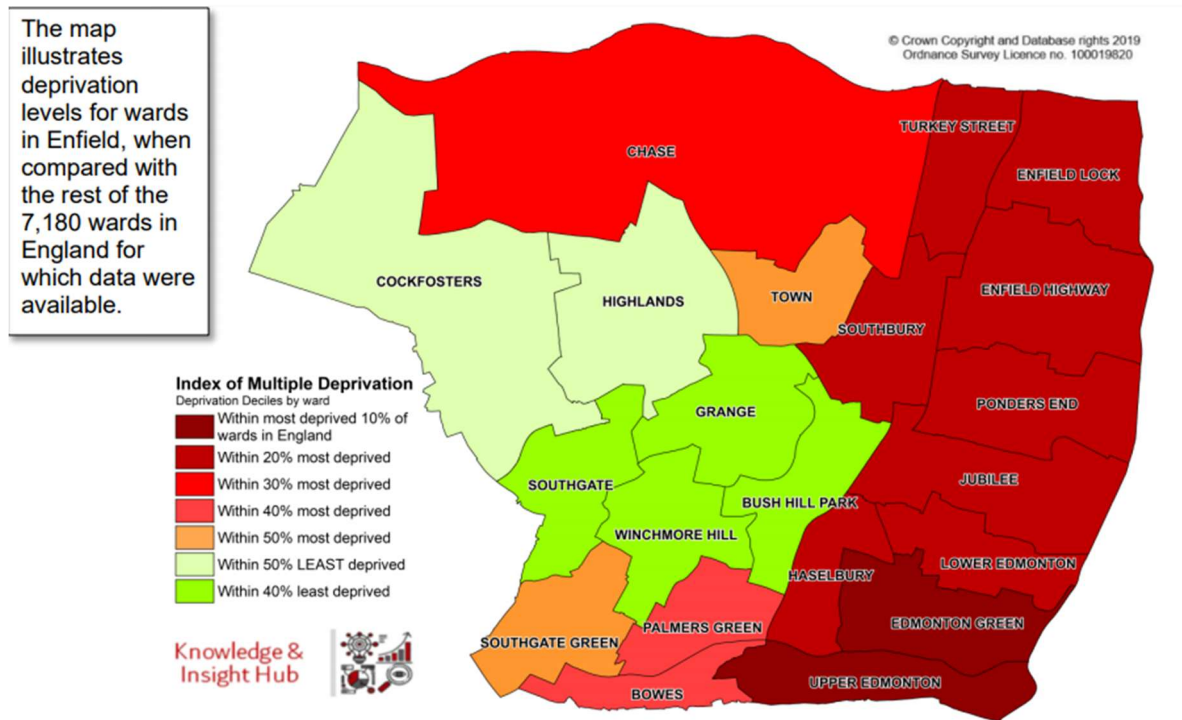 The map
illustrates
deprivation
levels for wards
in Enfield, when
compared with
the rest of the
7,180 wards in
England for
which data were
available.
© Crown Copyright and Database rights 2019
Ordnance Survey Licence no. 100019820
TURKEY STREET
CHASE
ENFIELD LOCK
COCKFOSTERS
HIGHLANDS
TOWN
ENFIELD HIGHWAY
SOUTHBURY
Index of Multiple Deprivation
Deprivation Deciles by ward
Within most deprived 10% of
wards in England
Within 20% most deprived
Within 30% most deprived
Within 40% most deprived
Within 50% most deprived
Within 50% LEAST deprived
Within 40% least deprived
GRANGE
PONDERS END
SOUTHGATE
JUBILEE
BUSH HILL PARK
WINCHMORE HILL
LOWER EDMONTON
HASELBURY
EDMONTON GREEN
PALMERS GREEN
SOUTHGATE GREEN
UPPER EDMONTON
BOWES
Knowledge &
Insight Hub